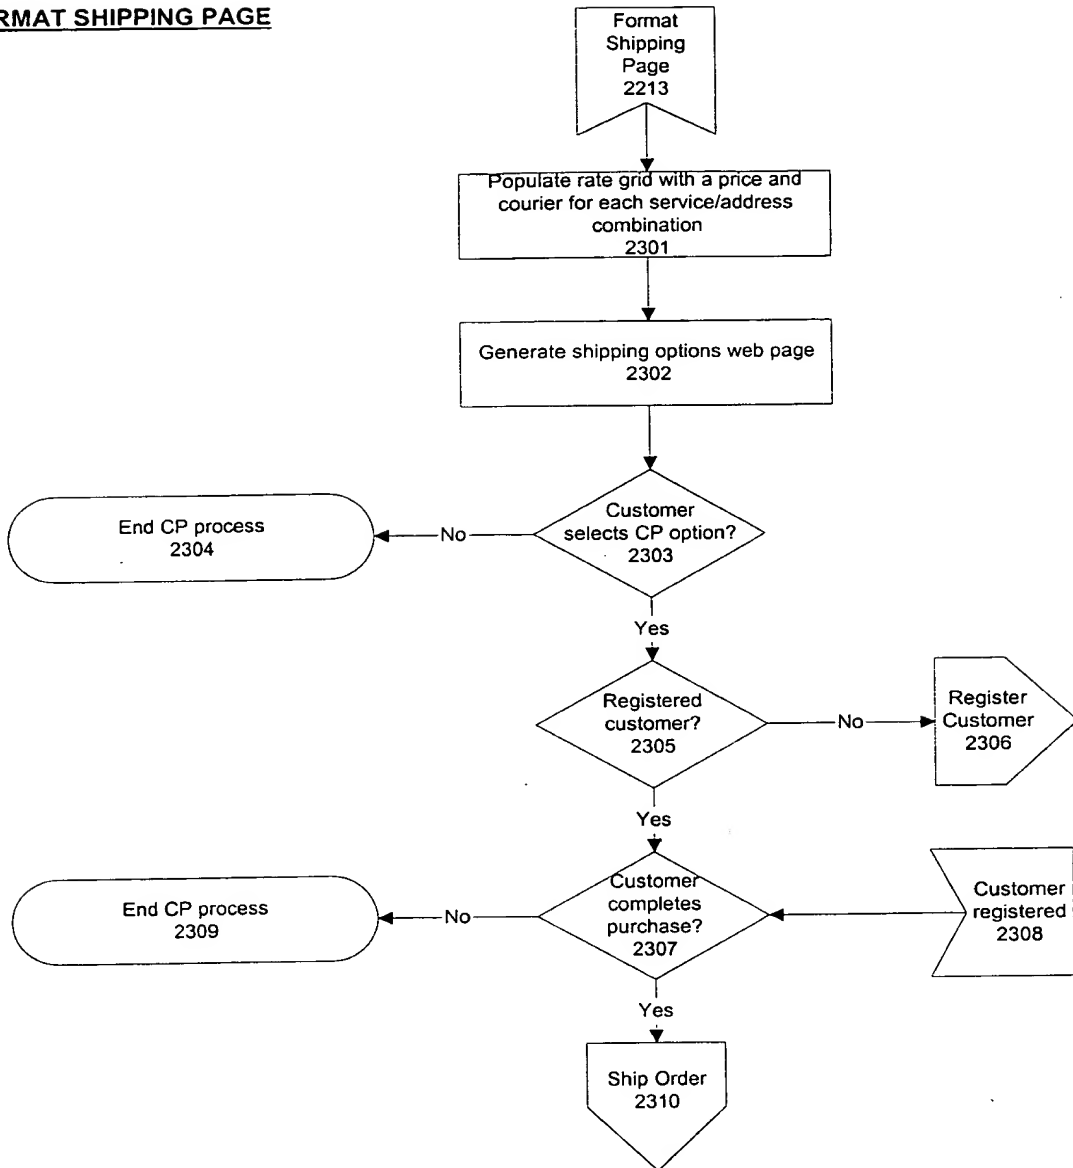 RMAT SHIPPING PAGE
Format
Shipping
Page
2213
Populate rate grid with a price and
courier for each service/address
combination
2301
Generate shipping options web page
2302
Customer
selects CP option?
2303
No
End CP process
2304
Yes
Registered
customer?
2305
No
Register
Customer
2306
Yes
Customer
completes
purchase?
2307
Customer
registered
2308
No
End CP process
2309
Yes
Ship Order
2310